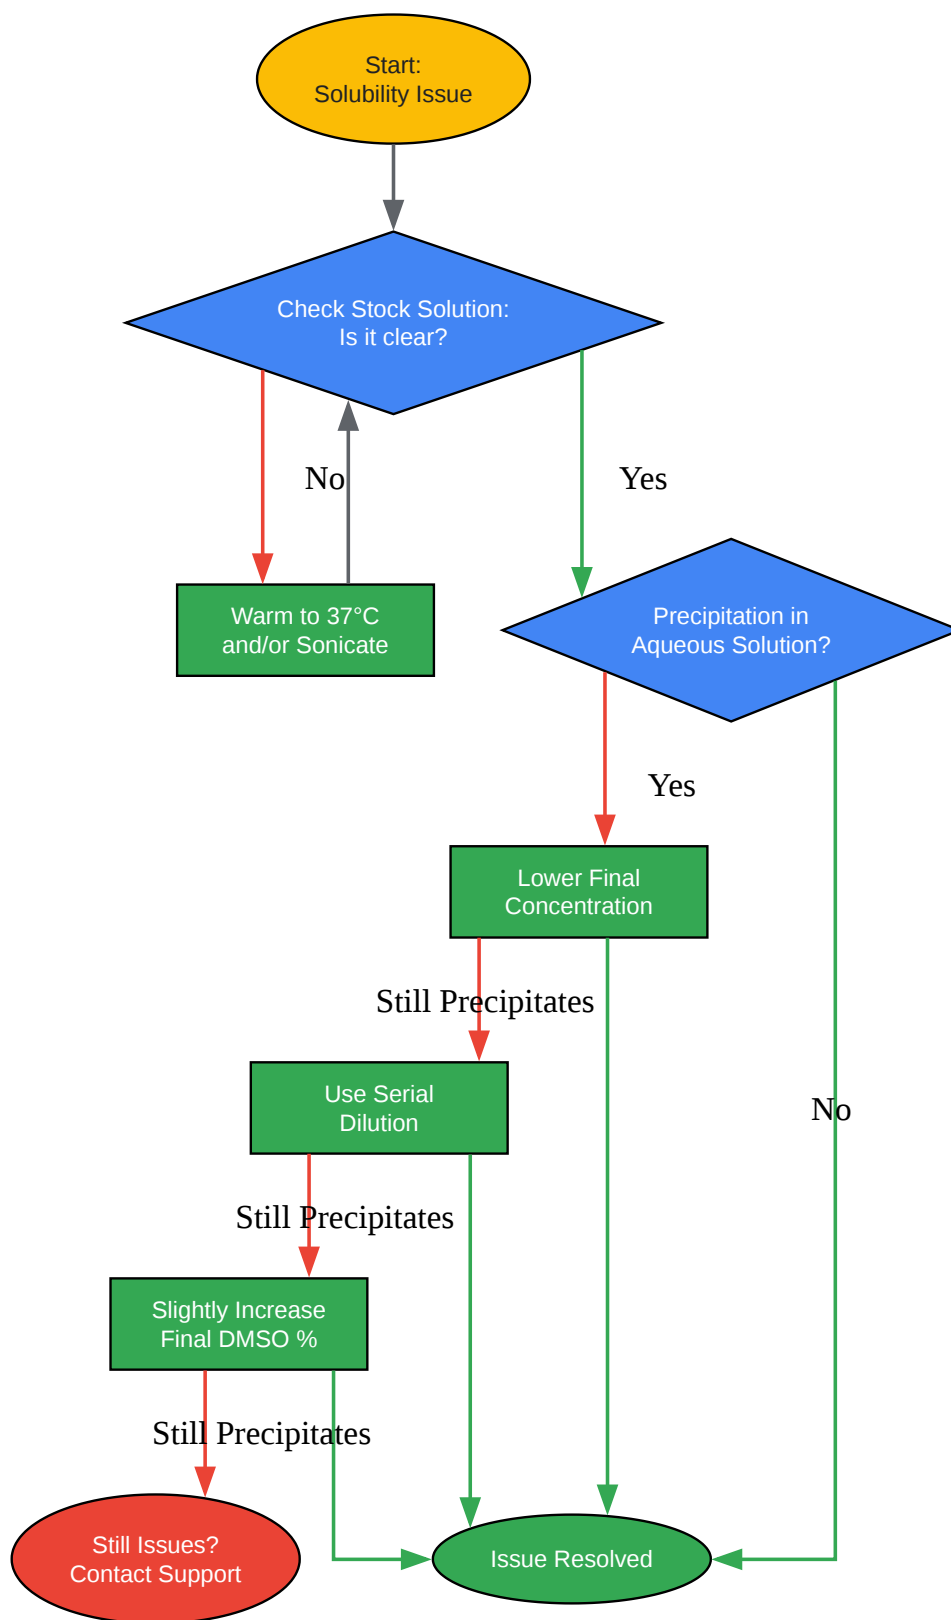 Start:
Solubility Issue
Check Stock Solution:
Is it clear?
No
Yes
Warm to 37°C
and/or Sonicate
Precipitation in
Aqueous Solution?
Yes
Lower Final
Concentration
Still Precipitates
Use Serial
Dilution
No
Still Precipitates
Slightly Increase
Final DMSO %
Still Precipitates
Still Issues?
Contact Support
Issue Resolved